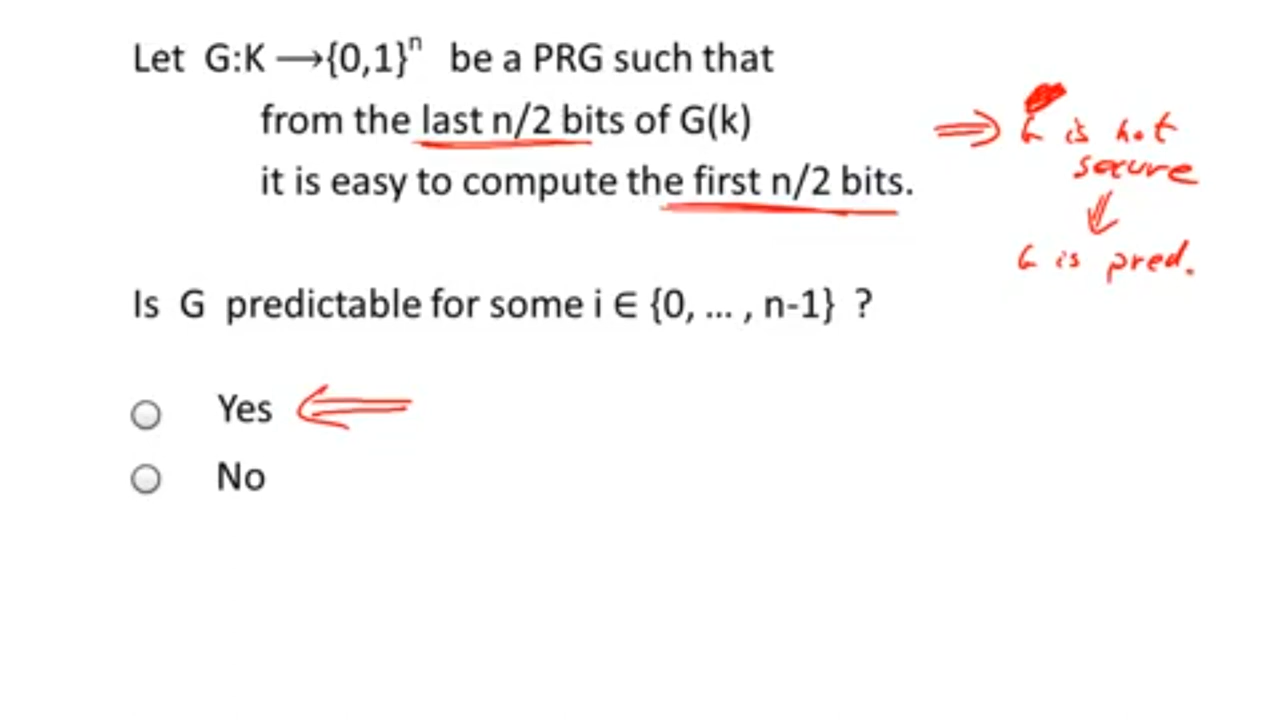 Let G:K ⟶{0,1}ⁿ be a PRG such that
from the last n/2 bits of G(k)
it is easy to compute the first n/2 bits.
⇒ G is not
secure
⇓
G is pred.
Is G predictable for some i ∈ {0, ... , n-1} ?
Yes ⇐
No